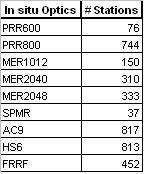 In situ Optics # Stations
PRR600 76
PRR800 744
MER1012 150
MER2040 310
MER2048 333
SPMR 37
AC9 817
HS6 813
FRRF 452